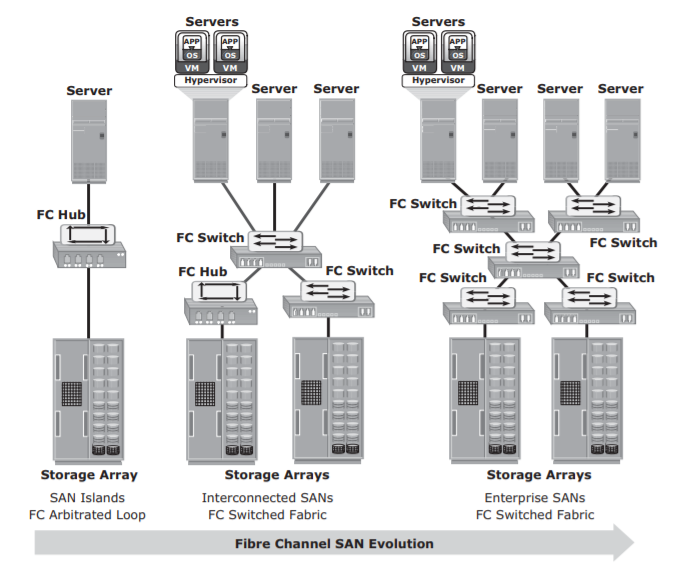 Server
FC Hub
Storage Array
SAN Islands
FC Arbitrated Loop
Servers
APP
OS
VM
APP
OS
VM
Hypervisor
Server
Server
FC Switch
FC Hub
FC Switch
Storage Arrays
Interconnected SANs
FC Switched Fabric
Servers
APP
OS
VM
APP
OS
VM
Hypervisor
Server
Server
Server
FC Switch
FC Switch
FC Switch
FC Switch
FC Switch
Storage Arrays
Enterprise SANs
FC Switched Fabric
Fibre Channel SAN Evolution